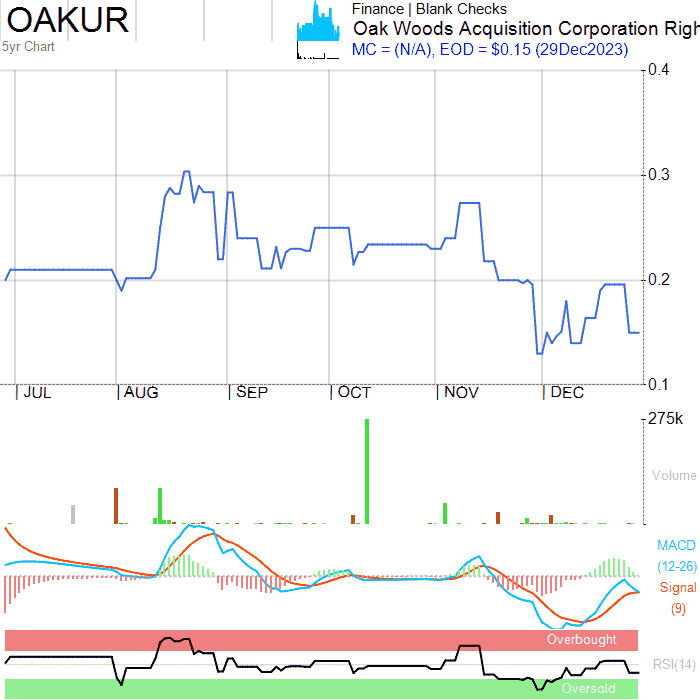 OAKUR
5yr Chart
Finance | Blank Checks
Oak Woods Acquisition Corporation Righ
MC = (N/A), EOD = $0.15 (29Dec2023)
0.4
0.3
0.2
0.1
JUL AUG SEP OCT NOV DEC
275k
Volume
MACD
(12-26)
Signal
(9)
Overbought
RSI(14)
Oversold